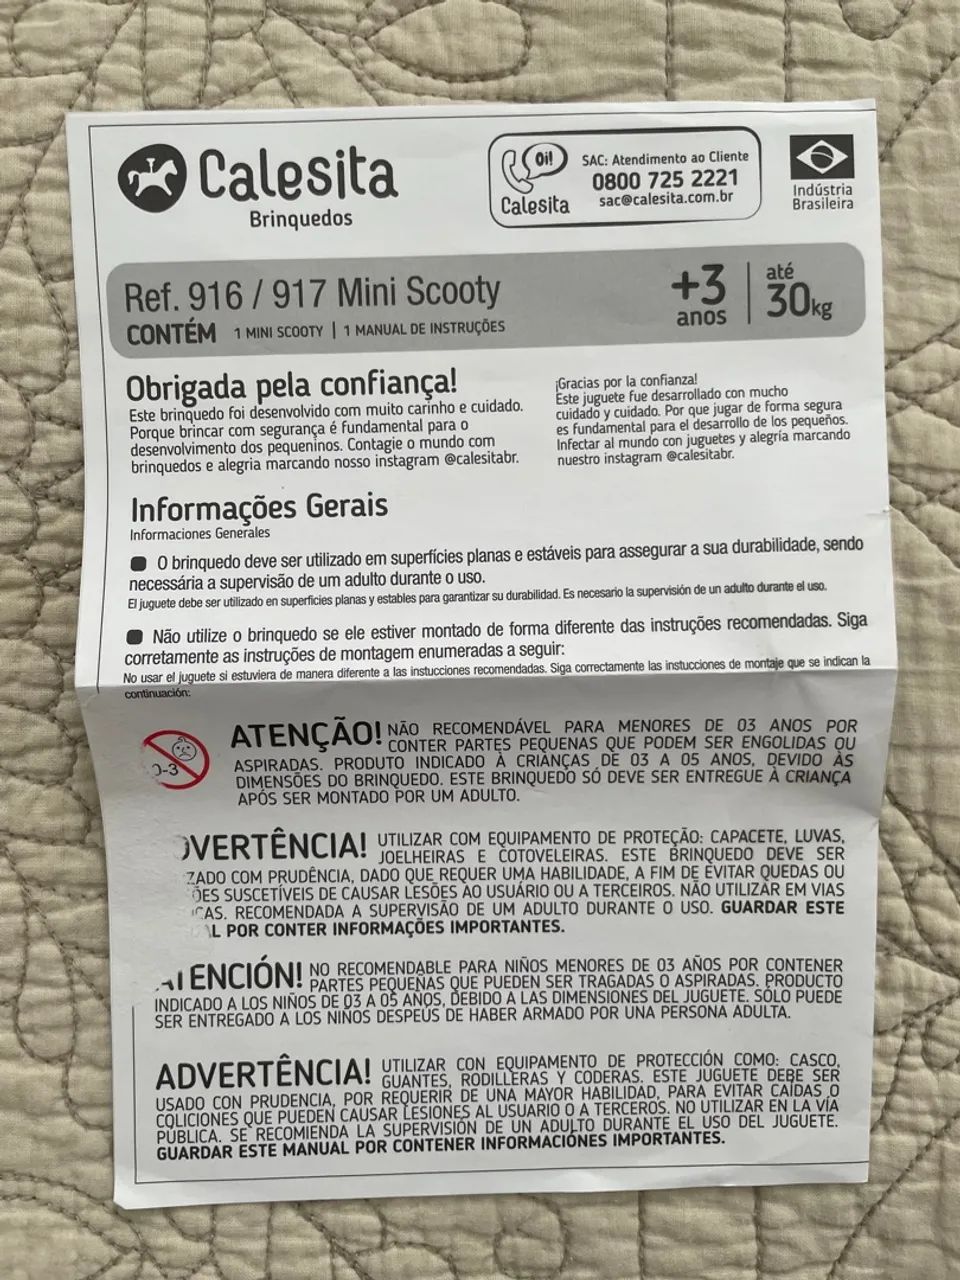 Calesita
Brinquedos
Oi!
Calesita
SAC: Atendimento ao Cliente
0800 725 2221
sac@calesita.com.br
Indústria
Brasileira
Ref. 916 / 917 Mini Scooty
CONTÉM 1 MINI SCOOTY | 1 MANUAL DE INSTRUÇÕES
+3
anos
até
30kg
Obrigada pela confiança!
Este brinquedo foi desenvolvido com muito carinho e cuidado.
Porque brincar com segurança é fundamental para o
desenvolvimento dos pequeninos. Contagie o mundo com
brinquedos e alegria marcando nosso instagram @calesitabr.
¡Gracias por la confianza!
Este juguete fue desarrollado con mucho
cuidado y cuidado. Por que jugar de forma segura
es fundamental para el desarrollo de los pequeños.
Infectar al mundo con juguetes y alegría marcando
nuestro instagram @calesitabr.
Informações Gerais
Informaciones Generales
O brinquedo deve ser utilizado em superfícies planas e estáveis para assegurar a sua durabilidade, sendo
necessária a supervisão de um adulto durante o uso.
El juguete debe ser utilizado en superficies planas y estables para garantizar su durabilidad. Es necesario la supervisión de un adulto durante el uso.
Não utilize o brinquedo se ele estiver montado de forma diferente das instruções recomendadas. Siga
corretamente as instruções de montagem enumeradas a seguir:
No usar el juguete si estuviera de manera diferente a las instucciones recomendadas. Siga correctamente las instucciones de montaje que se indican la
continuación:
0-3
ATENÇÃO! NÃO RECOMENDÁVEL PARA MENORES DE 03 ANOS POR
CONTER PARTES PEQUENAS QUE PODEM SER ENGOLIDAS OU
ASPIRADAS. PRODUTO INDICADO À CRIANÇAS DE 03 A 05 ANOS, DEVIDO ÀS
DIMENSÕES DO BRINQUEDO. ESTE BRINQUEDO SÓ DEVE SER ENTREGUE À CRIANÇA
APÓS SER MONTADO POR UM ADULTO.
VERTÊNCIA! UTILIZAR COM EQUIPAMENTO DE PROTEÇÃO: CAPACETE, LUVAS,
JOELHEIRAS E COTOVELEIRAS. ESTE BRINQUEDO DEVE SER
ZADO COM PRUDÊNCIA, DADO QUE REQUER UMA HABILIDADE, A FIM DE EVITAR QUEDAS OU
ÕES SUSCETÍVEIS DE CAUSAR LESÕES AO USUÁRIO OU A TERCEIROS. NÃO UTILIZAR EM VIAS
CAS. RECOMENDADA A SUPERVISÃO DE UM ADULTO DURANTE O USO. GUARDAR ESTE
L POR CONTER INFORMAÇÕES IMPORTANTES.
ATENCIÓN! NO RECOMENDABLE PARA NIÑOS MENORES DE 03 AÑOS POR CONTENER
PARTES PEQUEÑAS QUE PUEDEN SER TRAGADAS O ASPIRADAS. PRODUCTO
INDICADO A LOS NIÑOS DE 03 A 05 AÑOS, DEBIDO A LAS DIMENSIONES DEL JUGUETE. SÓLO PUEDE
SER ENTREGADO A LOS NIÑOS DESPEUS DE HABER ARMADO POR UNA PERSONA ADULTA.
ADVERTÊNCIA! UTILIZAR CON EQUIPAMENTO DE PROTECCIÓN COMO: CASCO,
GUANTES, RODILLERAS Y CODERAS. ESTE JUGUETE DEBE SER
USADO CON PRUDENCIA, POR REQUERIR DE UNA MAYOR HABILIDAD, PARA EVITAR CAÍDAS O
COLICIONES QUE PUEDEN CAUSAR LESIONES AL USUARIO O A TERCEROS. NO UTILIZAR EN LA VÍA
PÚBLICA. SE RECOMIENDA LA SUPERVISIÓN DE UN ADULTO DURANTE EL USO DEL JUGUETE.
GUARDAR ESTE MANUAL POR CONTENER INFORMACIÓNES IMPORTANTES.